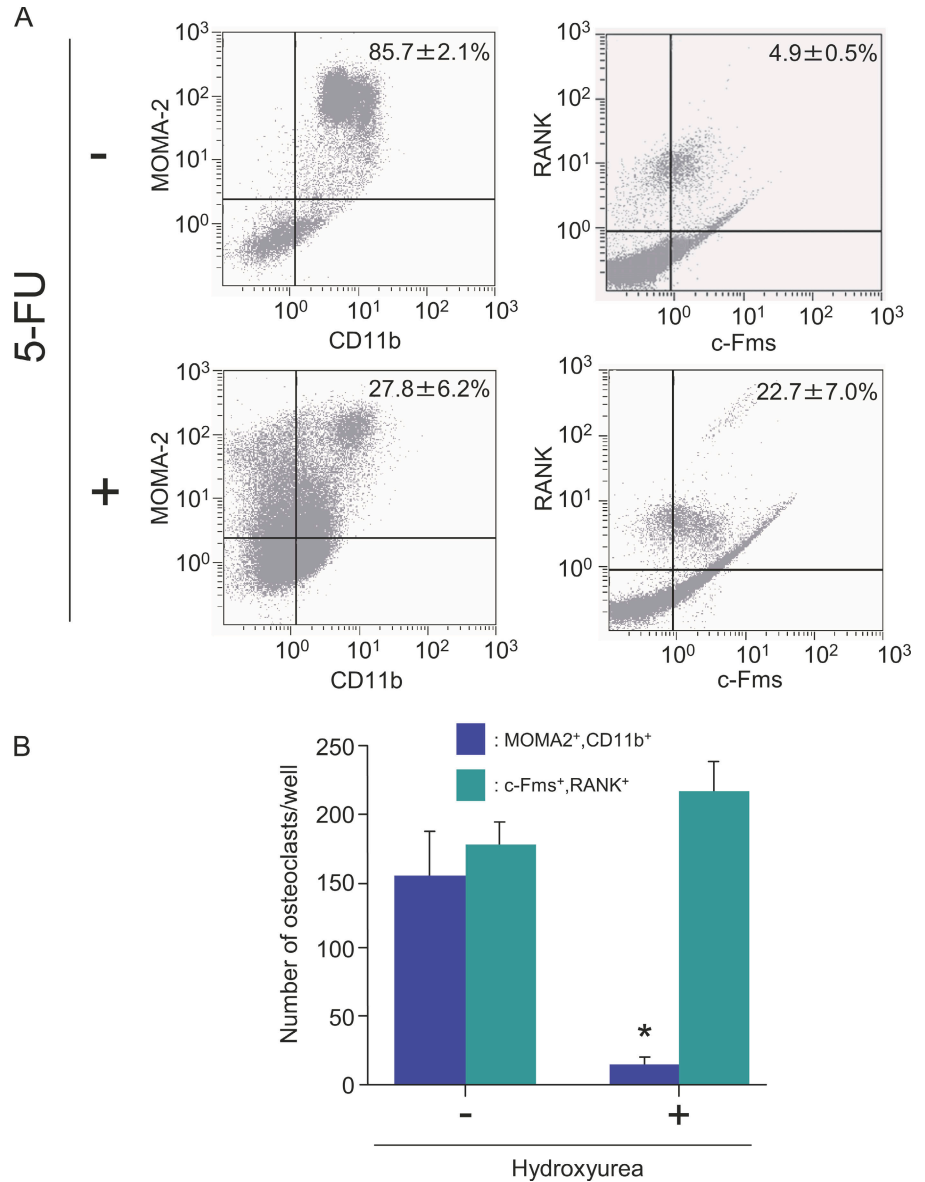 A
5-FU
-
10³
10²
10¹
10⁰
MOMA-2
85.7±2.1%
10⁰ 10¹ 10² 10³
CD11b
10³
10²
10¹
10⁰
RANK
4.9±0.5%
10⁰ 10¹ 10² 10³
c-Fms
+
10³
10²
10¹
10⁰
MOMA-2
27.8±6.2%
10⁰ 10¹ 10² 10³
CD11b
10³
10²
10¹
10⁰
RANK
22.7±7.0%
10⁰ 10¹ 10² 10³
c-Fms
B
: MOMA2⁺,CD11b⁺
: c-Fms⁺,RANK⁺
Number of osteoclasts/well
250
200
150
100
50
0
*
- +
Hydroxyurea